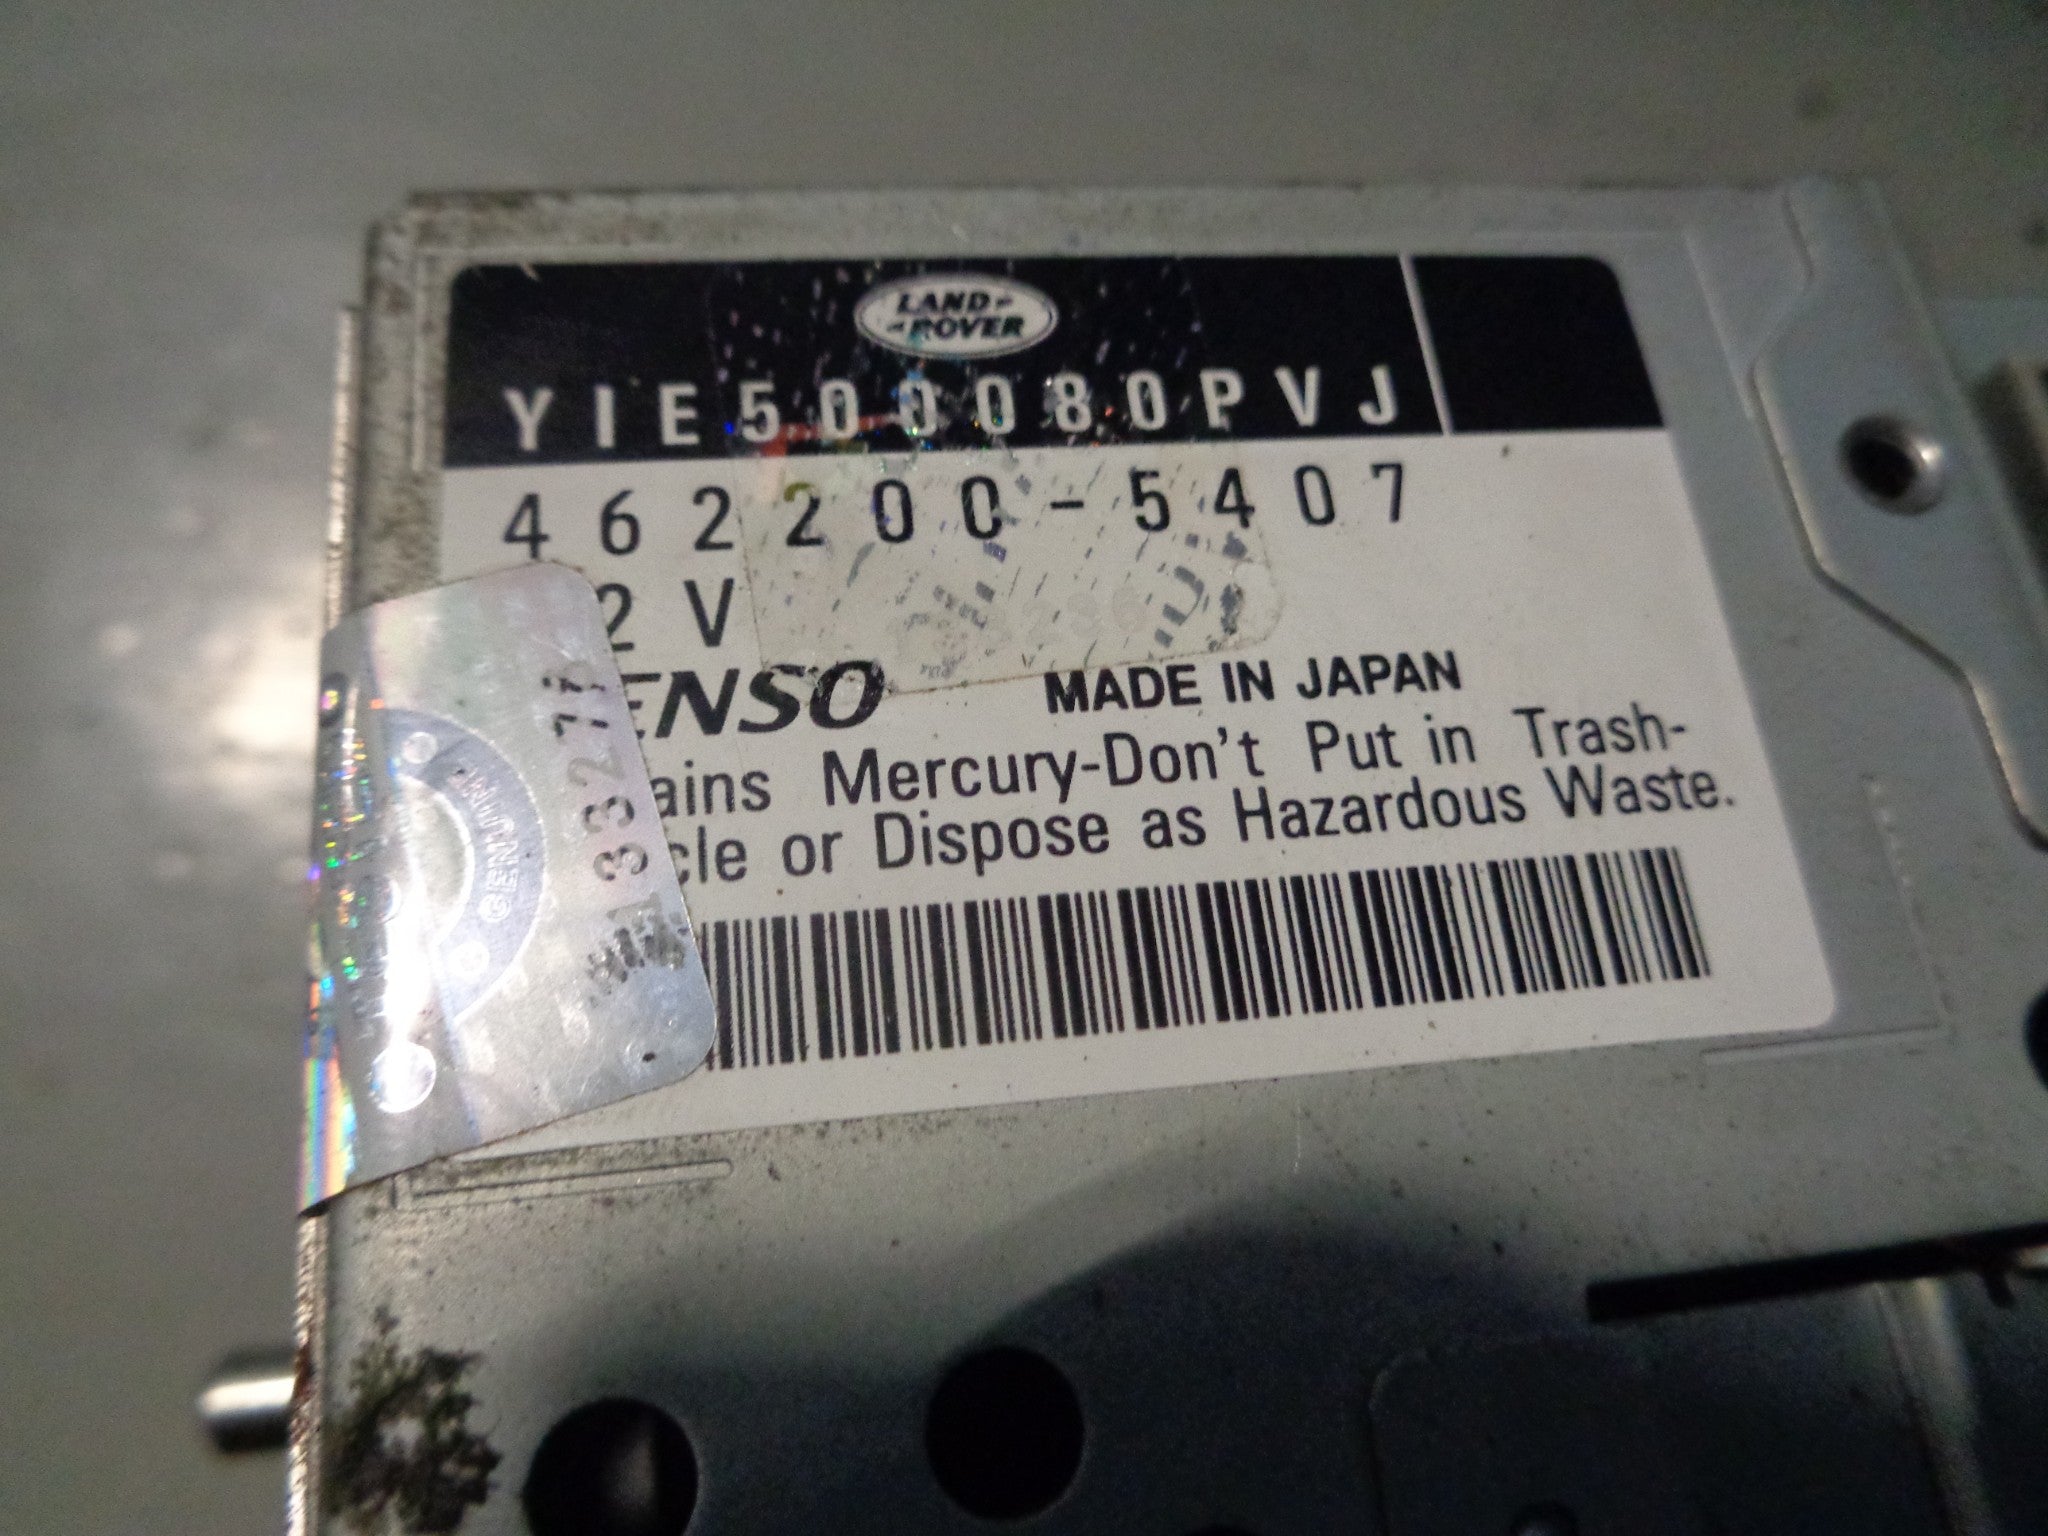 LAND-
-ROVER
YIE500080PVJ
462200-5407
2V
ENSO MADE IN JAPAN
ains Mercury-Don't Put in Trash-
cle or Dispose as Hazardous Waste.
GENNUTRI